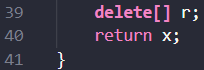 39 delete[] r;
40 return x;
41 }